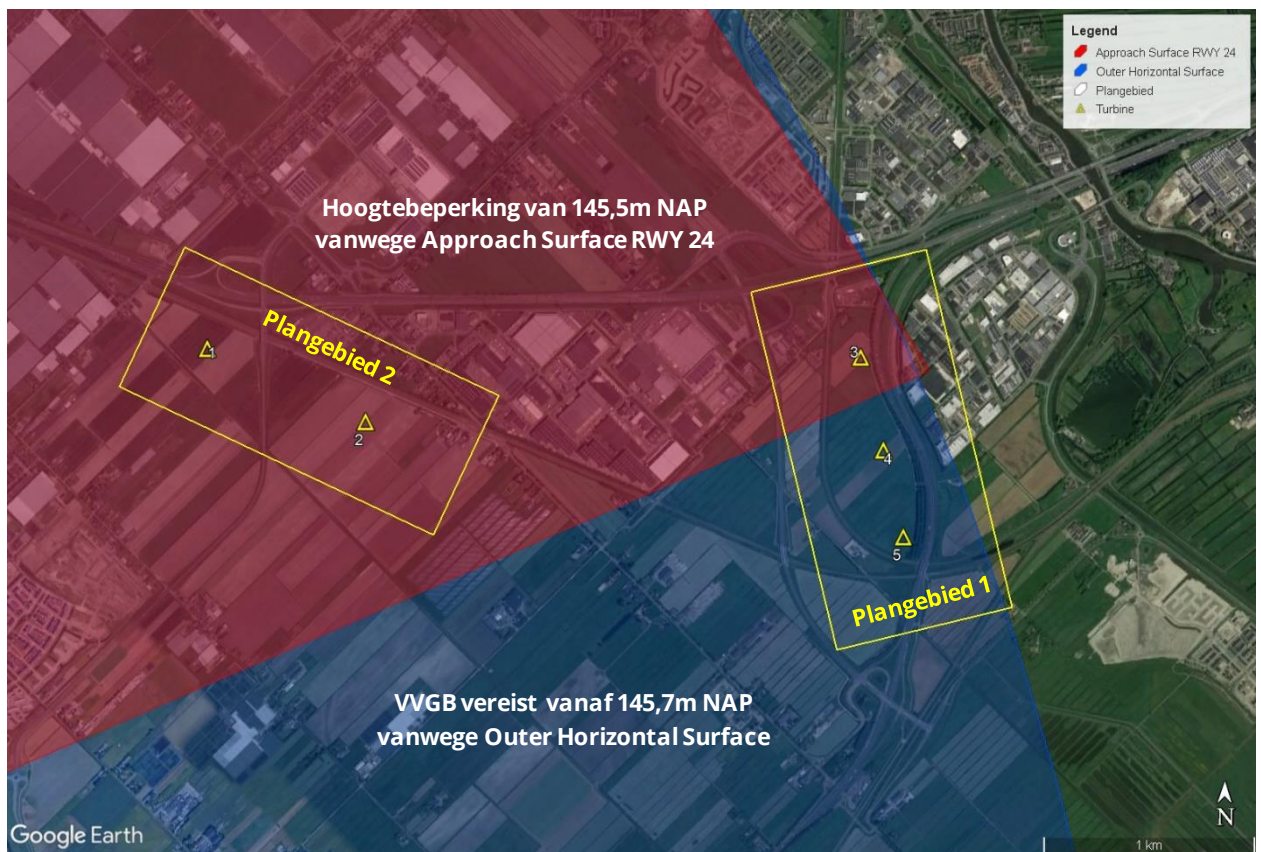 Legend
Approach Surface RWY 24
Outer Horizontal Surface
Plangebied
Turbine
Hoogtebeperking van 145,5m NAP
vanwege Approach Surface RWY 24
Plangebied 2
1
2
3
4
5
Plangebied 1
VVGB vereist vanaf 145,7m NAP
vanwege Outer Horizontal Surface
N
Google Earth
1 km